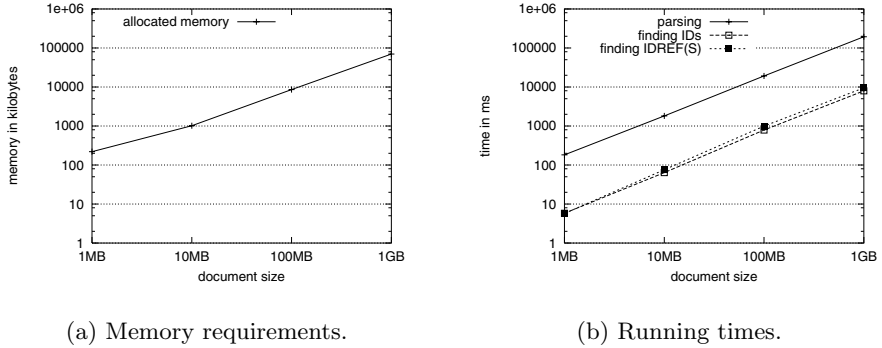 1e+06
100000
10000
1000
100
10
1
memory in kilobytes
allocated memory
1MB
10MB
100MB
1GB
document size
(a) Memory requirements.
1e+06
100000
10000
1000
100
10
1
time in ms
parsing
finding IDs
finding IDREF(S)
1MB
10MB
100MB
1GB
document size
(b) Running times.